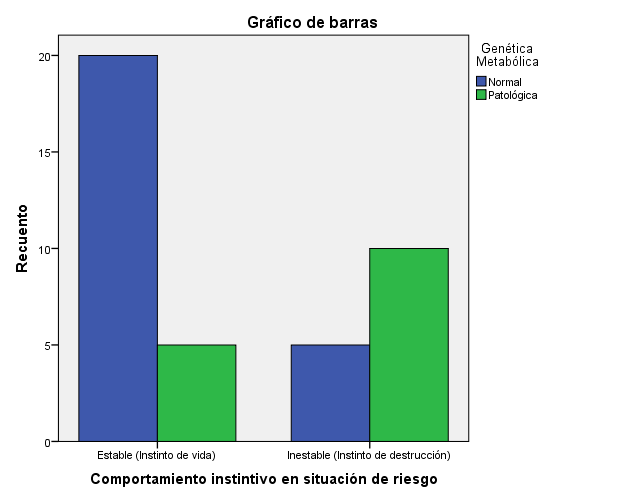 Gráfico de barras
Genética
Metabólica
Normal
Patológica
Recuento
20
15
10
5
0
Estable (Instinto de vida)
Inestable (Instinto de destrucción)
Comportamiento instintivo en situación de riesgo